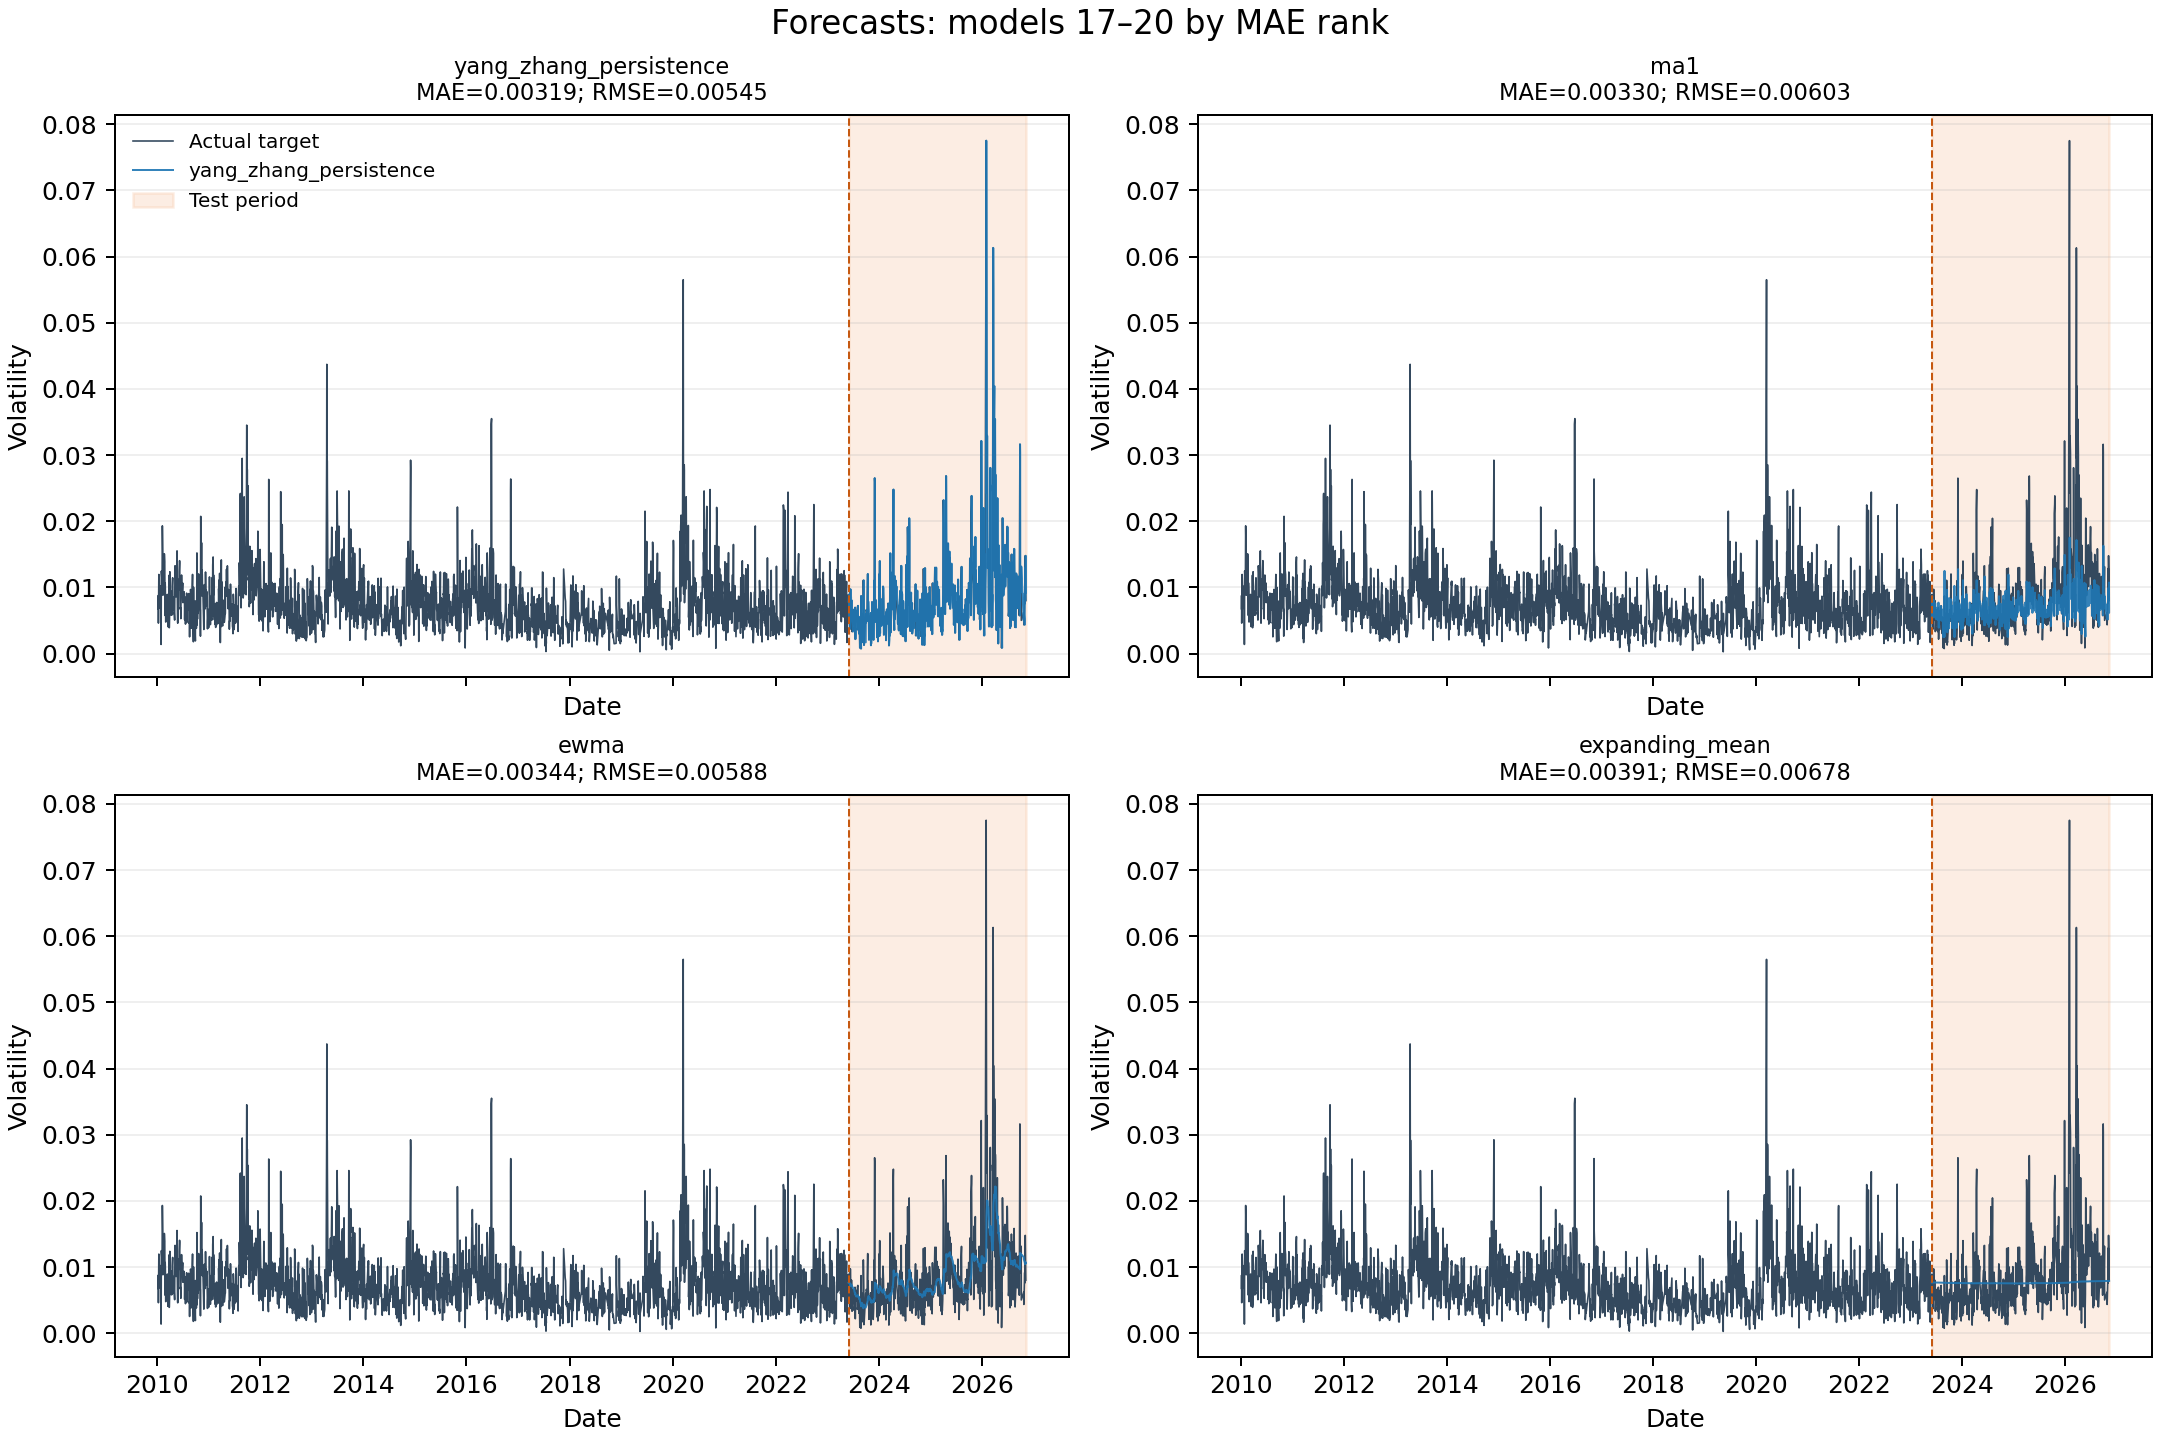 Forecasts: models 17–20 by MAE rank
yang_zhang_persistence
MAE=0.00319; RMSE=0.00545
0.08
0.07
0.06
0.05
0.04
0.03
0.02
0.01
0.00
Volatility
Actual target
yang_zhang_persistence
Test period
Date
ma1
MAE=0.00330; RMSE=0.00603
0.08
0.07
0.06
0.05
0.04
0.03
0.02
0.01
0.00
Volatility
Date
ewma
MAE=0.00344; RMSE=0.00588
0.08
0.07
0.06
0.05
0.04
0.03
0.02
0.01
0.00
Volatility
2010 2012 2014 2016 2018 2020 2022 2024 2026
Date
expanding_mean
MAE=0.00391; RMSE=0.00678
0.08
0.07
0.06
0.05
0.04
0.03
0.02
0.01
0.00
Volatility
2010 2012 2014 2016 2018 2020 2022 2024 2026
Date